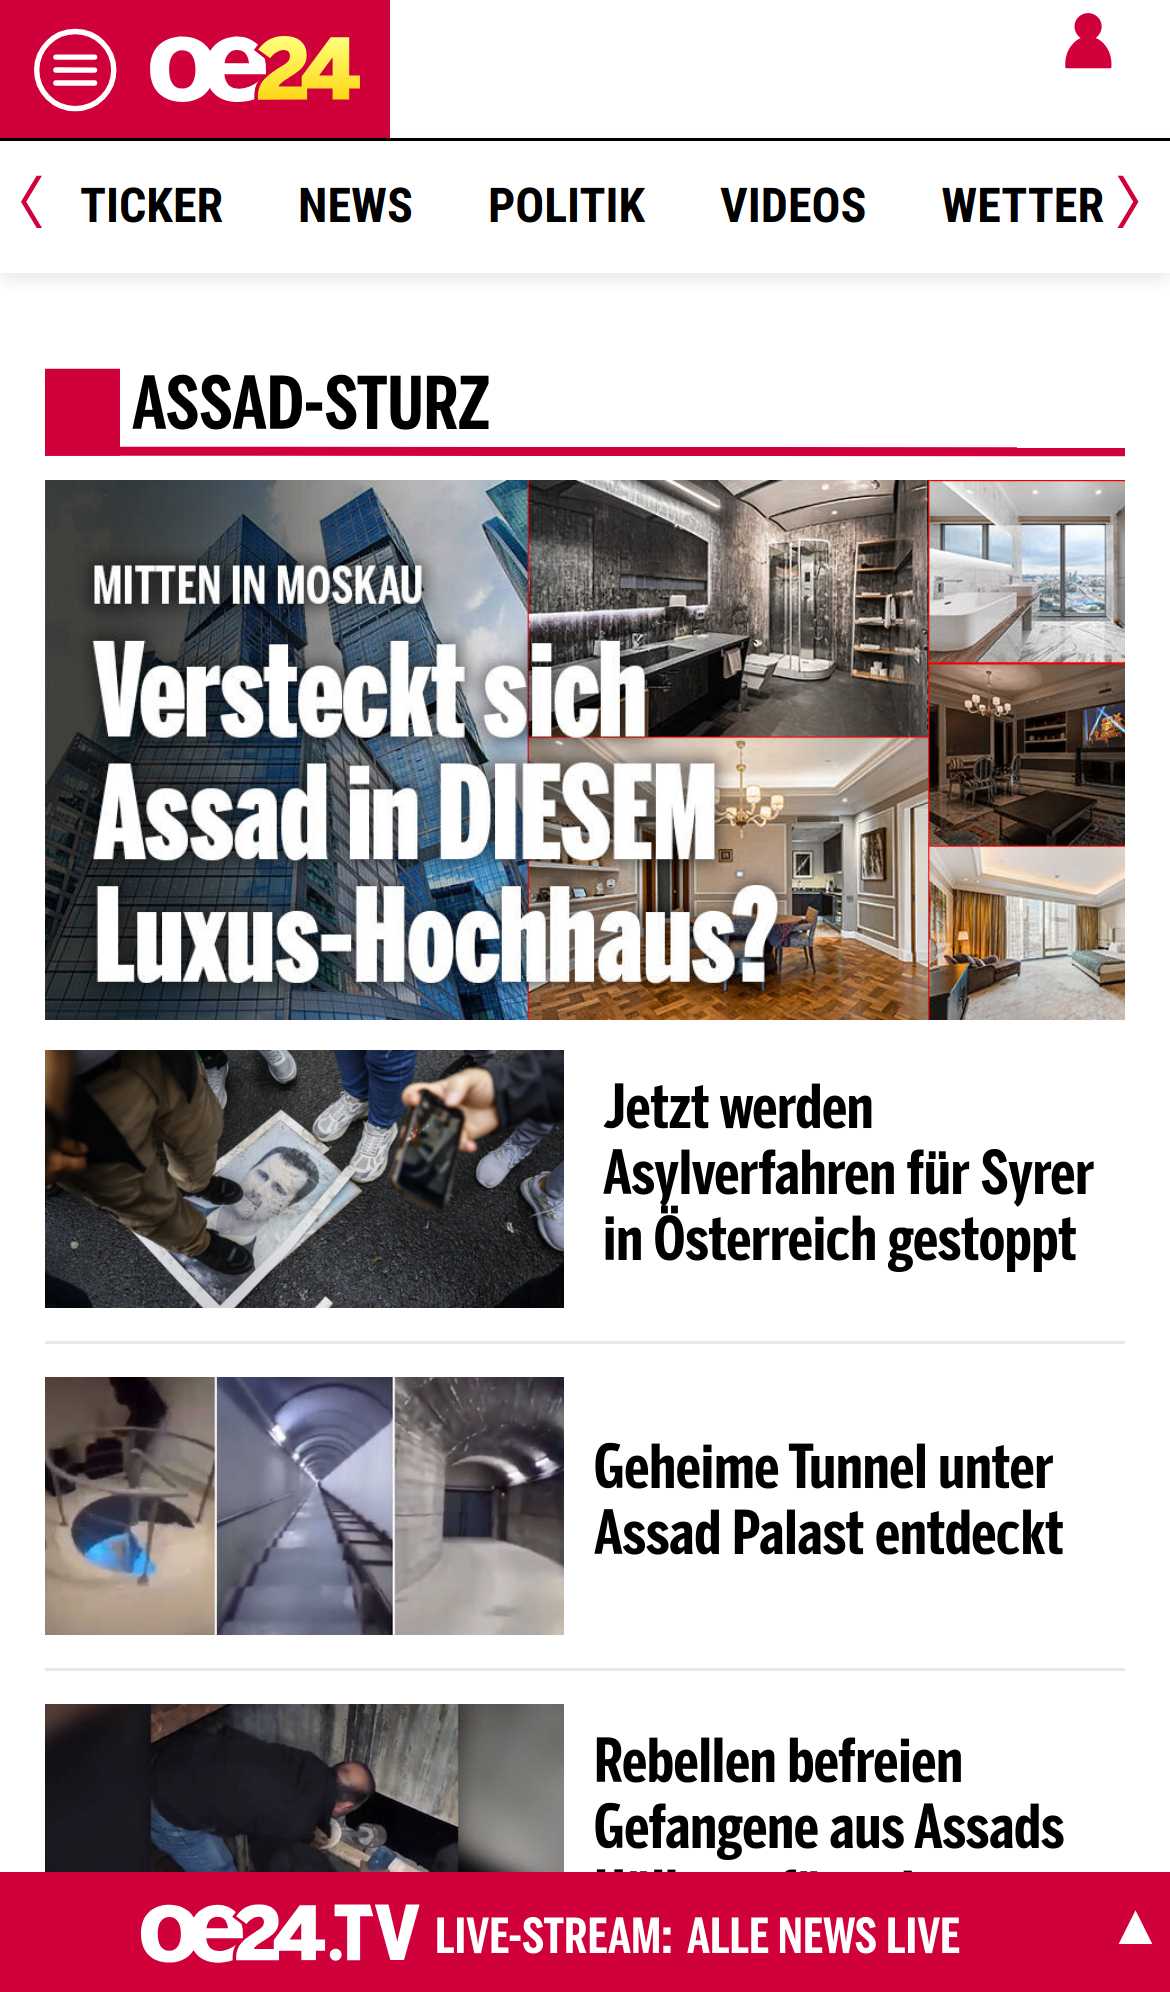 oe24
TICKER NEWS POLITIK VIDEOS WETTER
ASSAD-STURZ
MITTEN IN MOSKAU
Versteckt sich
Assad in DIESEM
Luxus-Hochhaus?
Jetzt werden
Asylverfahren für Syrer
in Österreich gestoppt
Geheime Tunnel unter
Assad Palast entdeckt
Rebellen befreien
Gefangene aus Assads
oe24.TV LIVE-STREAM: ALLE NEWS LIVE